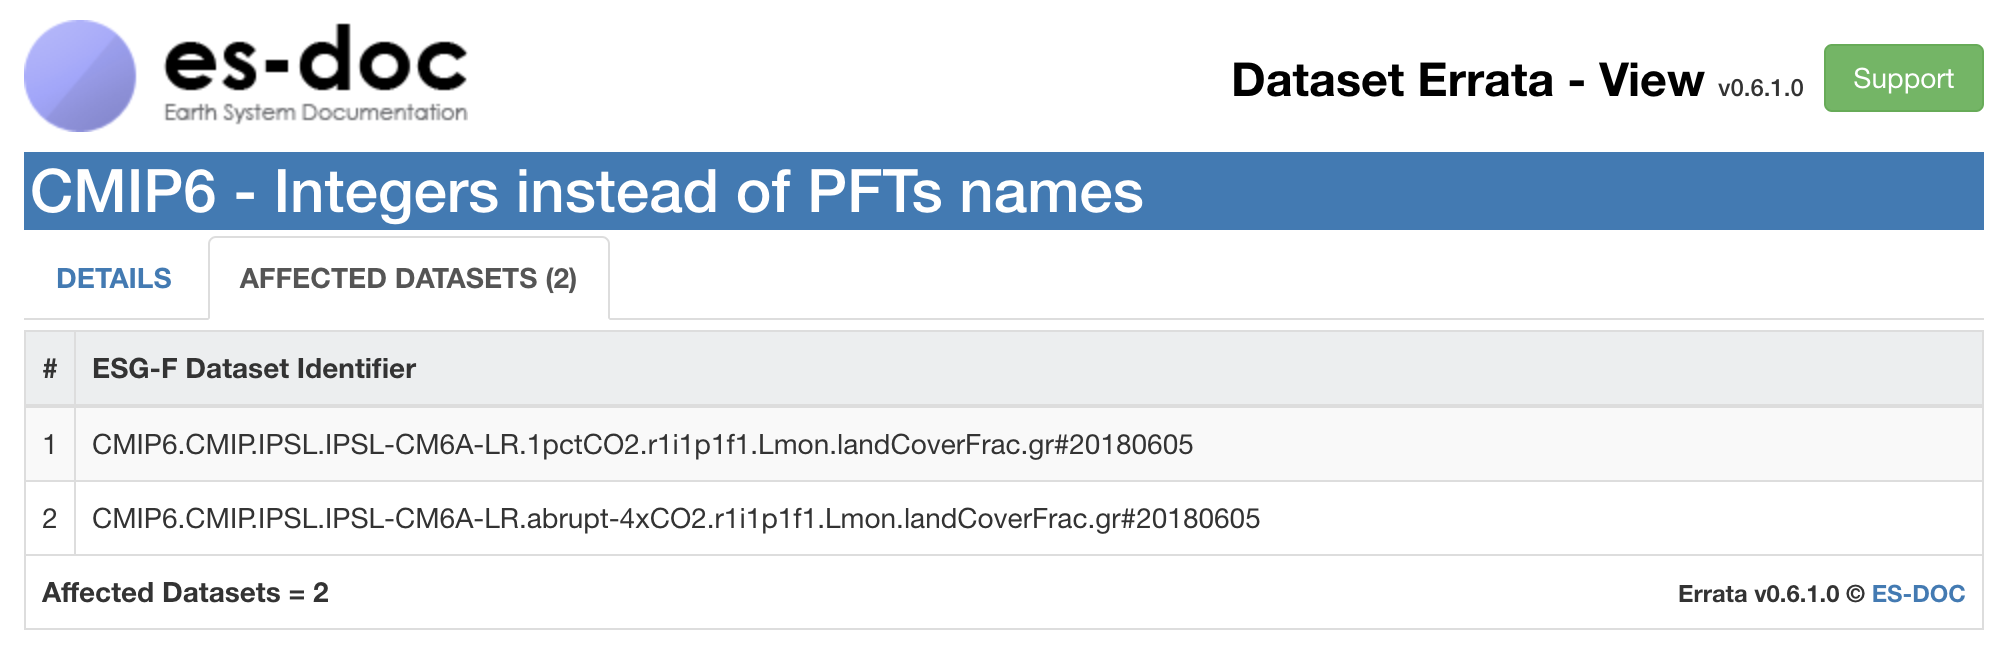 es-doc
Earth System Documentation
Dataset Errata - View v0.6.1.0
Support
CMIP6 - Integers instead of PFTs names
DETAILS
AFFECTED DATASETS (2)
# ESG-F Dataset Identifier
1 CMIP6.CMIP.IPSL.IPSL-CM6A-LR.1pctCO2.r1i1p1f1.Lmon.landCoverFrac.gr#20180605
2 CMIP6.CMIP.IPSL.IPSL-CM6A-LR.abrupt-4xCO2.r1i1p1f1.Lmon.landCoverFrac.gr#20180605
Affected Datasets = 2
Errata v0.6.1.0 © ES-DOC